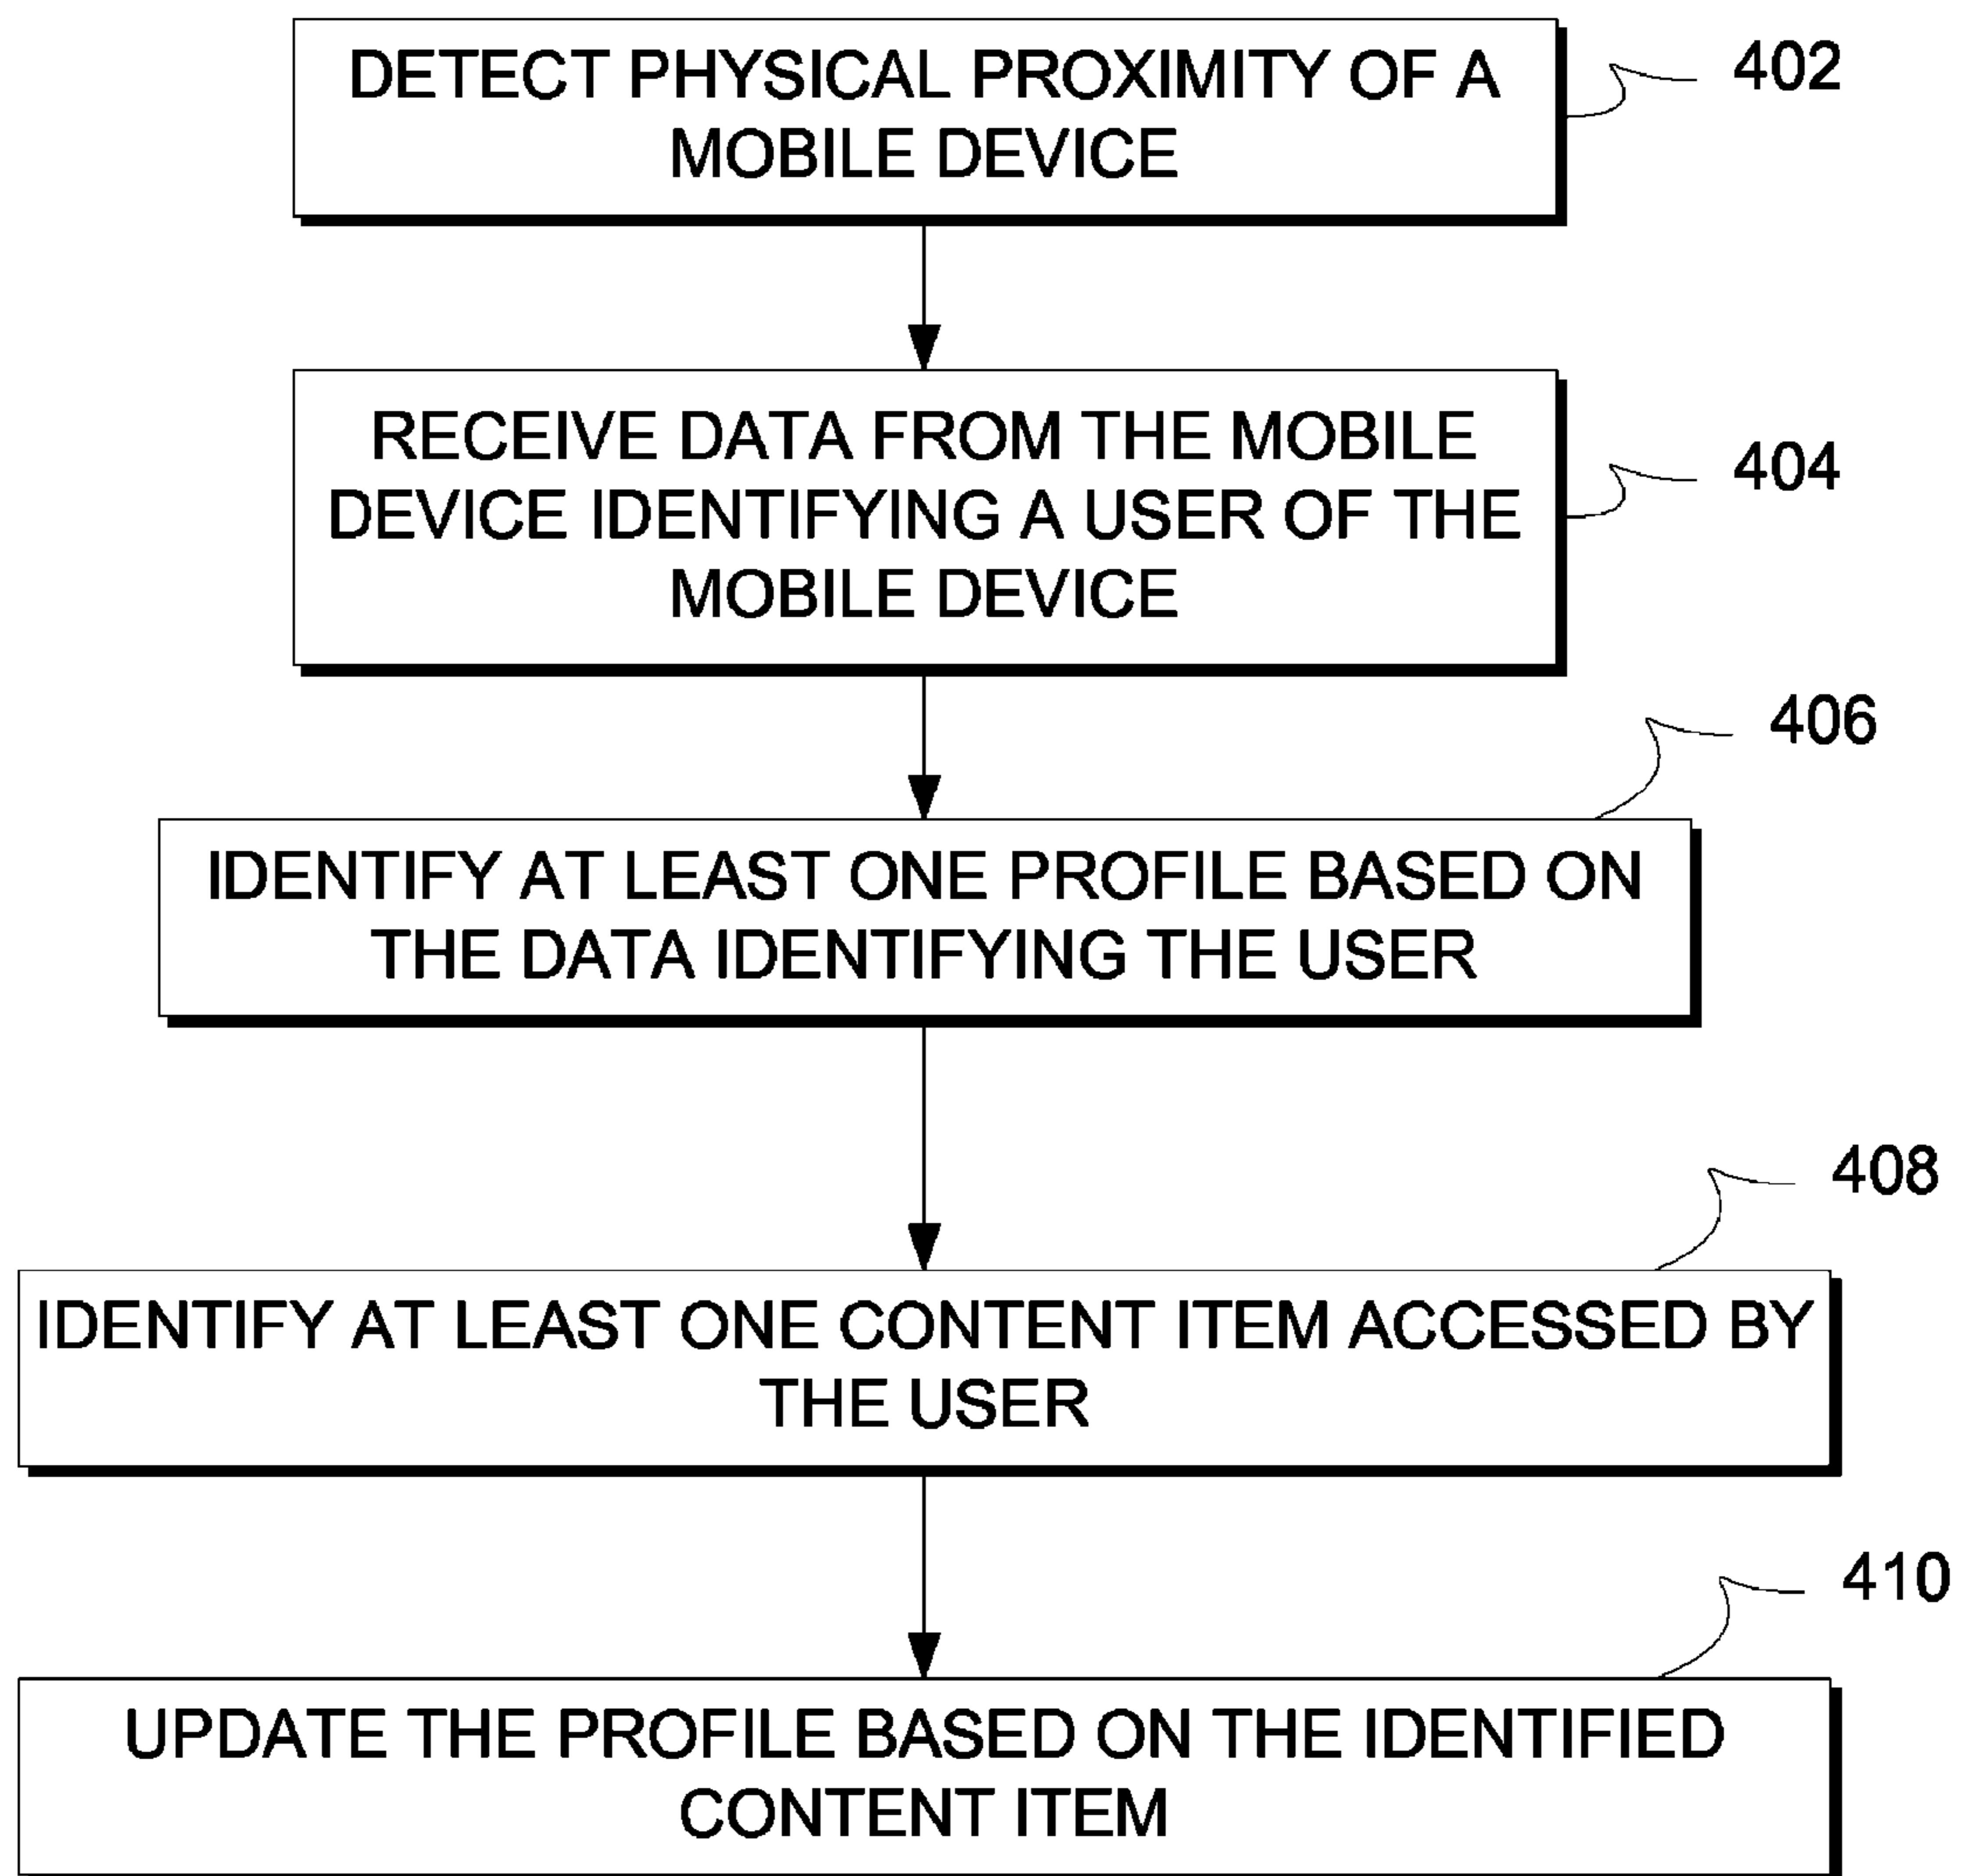 DETECT PHYSICAL PROXIMITY OF A
MOBILE DEVICE
402
RECEIVE DATA FROM THE MOBILE
DEVICE IDENTIFYING A USER OF THE
MOBILE DEVICE
404
406
IDENTIFY AT LEAST ONE PROFILE BASED ON
THE DATA IDENTIFYING THE USER
408
IDENTIFY AT LEAST ONE CONTENT ITEM ACCESSED BY
THE USER
410
UPDATE THE PROFILE BASED ON THE IDENTIFIED
CONTENT ITEM